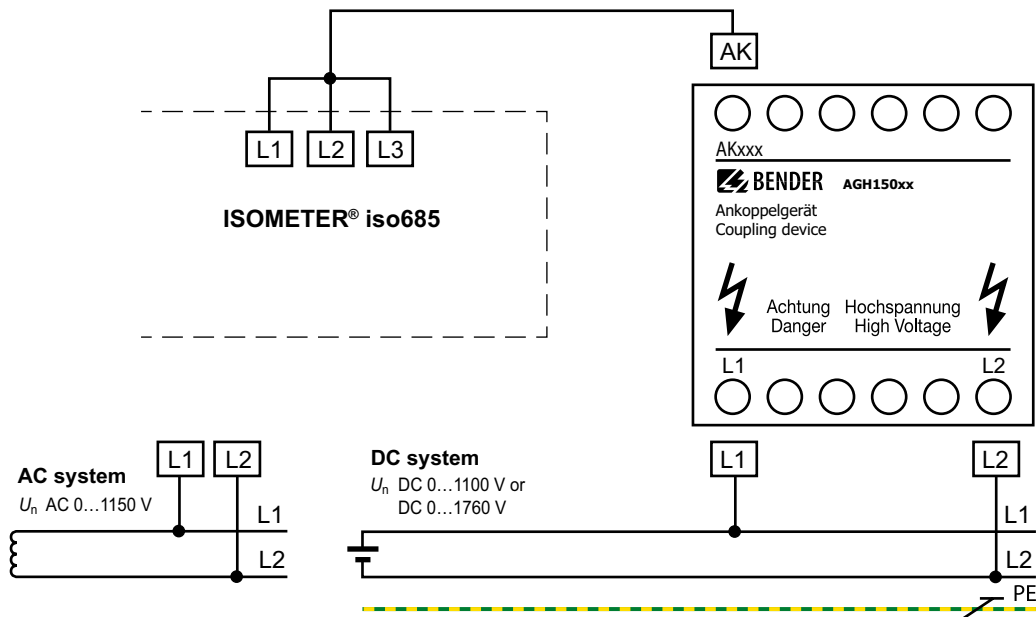 AK
L1 L2 L3
ISOMETER® iso685
AKxxx
BENDER AGH150xx
Ankoppelgerät
Coupling device
Achtung Hochspannung
Danger High Voltage
L1 L2
AC system
Un AC 0…1150 V
L1 L2
L1
L2
DC system
Un DC 0…1100 V or
DC 0…1760 V
L1 L2
L1
L2
PE